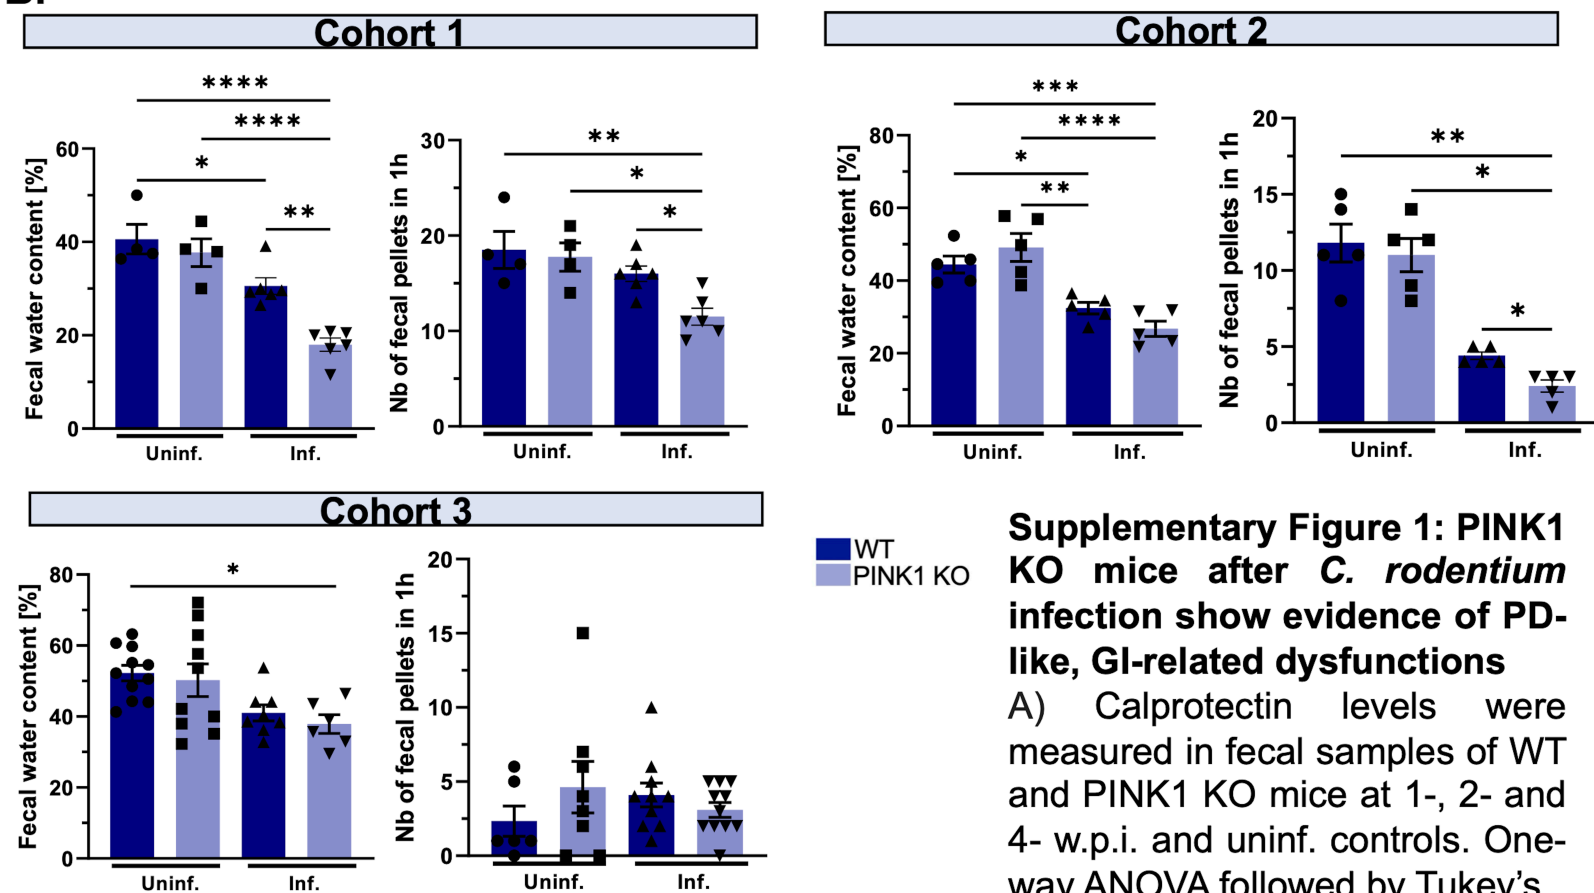 Cohort 1
****
****
*
**
Fecal water content [%]
60
40
20
0
Uninf.
Inf.
**
*
*
Nb of fecal pellets in 1h
30
20
10
0
Uninf.
Inf.
Cohort 2
***
****
*
**
Fecal water content [%]
80
60
40
20
0
Uninf.
Inf.
**
*
*
Nb of fecal pellets in 1h
20
15
10
5
0
Uninf.
Inf.
Cohort 3
*
Fecal water content [%]
80
60
40
20
0
Uninf.
Inf.
Nb of fecal pellets in 1h
20
15
10
5
0
Uninf.
Inf.
WT
PINK1 KO
Supplementary Figure 1: PINK1
KO mice after C. rodentium
infection show evidence of PD-
like, GI-related dysfunctions
A) Calprotectin levels were
measured in fecal samples of WT
and PINK1 KO mice at 1-, 2- and
4- w.p.i. and uninf. controls. One-
way ANOVA followed by Tukey's